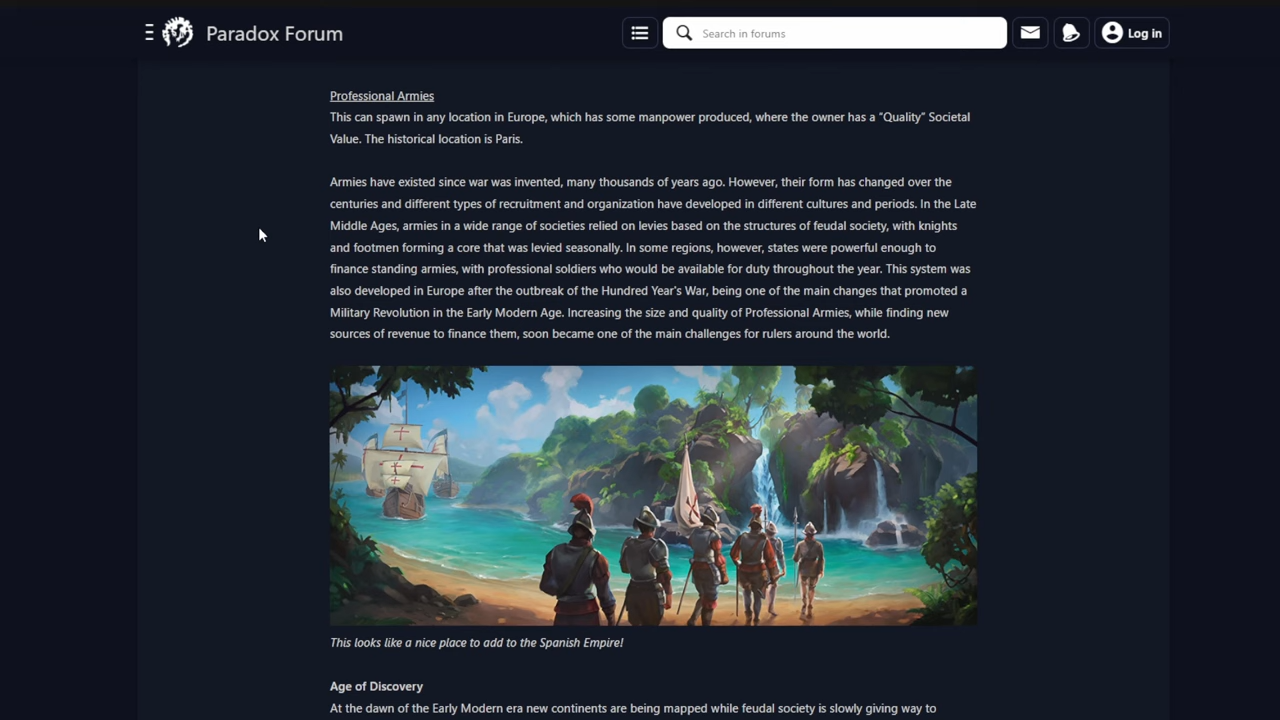 Paradox Forum
Search in forums
Log in
Professional Armies
This can spawn in any location in Europe, which has some manpower produced, where the owner has a "Quality" Societal
Value. The historical location is Paris.
Armies have existed since war was invented, many thousands of years ago. However, their form has changed over the
centuries and different types of recruitment and organization have developed in different cultures and periods. In the Late
Middle Ages, armies in a wide range of societies relied on levies based on the structures of feudal society, with knights
and footmen forming a core that was levied seasonally. In some regions, however, states were powerful enough to
finance standing armies, with professional soldiers who would be available for duty throughout the year. This system was
also developed in Europe after the outbreak of the Hundred Year's War, being one of the main changes that promoted a
Military Revolution in the Early Modern Age. Increasing the size and quality of Professional Armies, while finding new
sources of revenue to finance them, soon became one of the main challenges for rulers around the world.
This looks like a nice place to add to the Spanish Empire!
Age of Discovery
At the dawn of the Early Modern era new continents are being mapped while feudal society is slowly giving way to